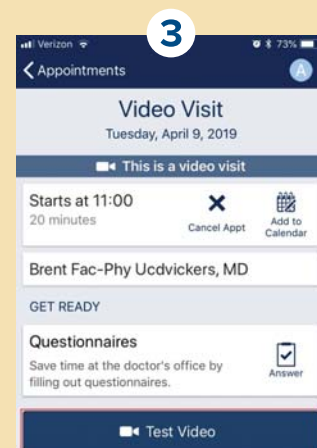 3
Verizon 73%
Appointments A
Video Visit
Tuesday, April 9, 2019
This is a video visit
Starts at 11:00
20 minutes
Cancel Appt
Add to
Calendar
Brent Fac-Phy Ucdvickers, MD
GET READY
Questionnaires
Save time at the doctor's office by
filling out questionnaires.
Answer
Test Video